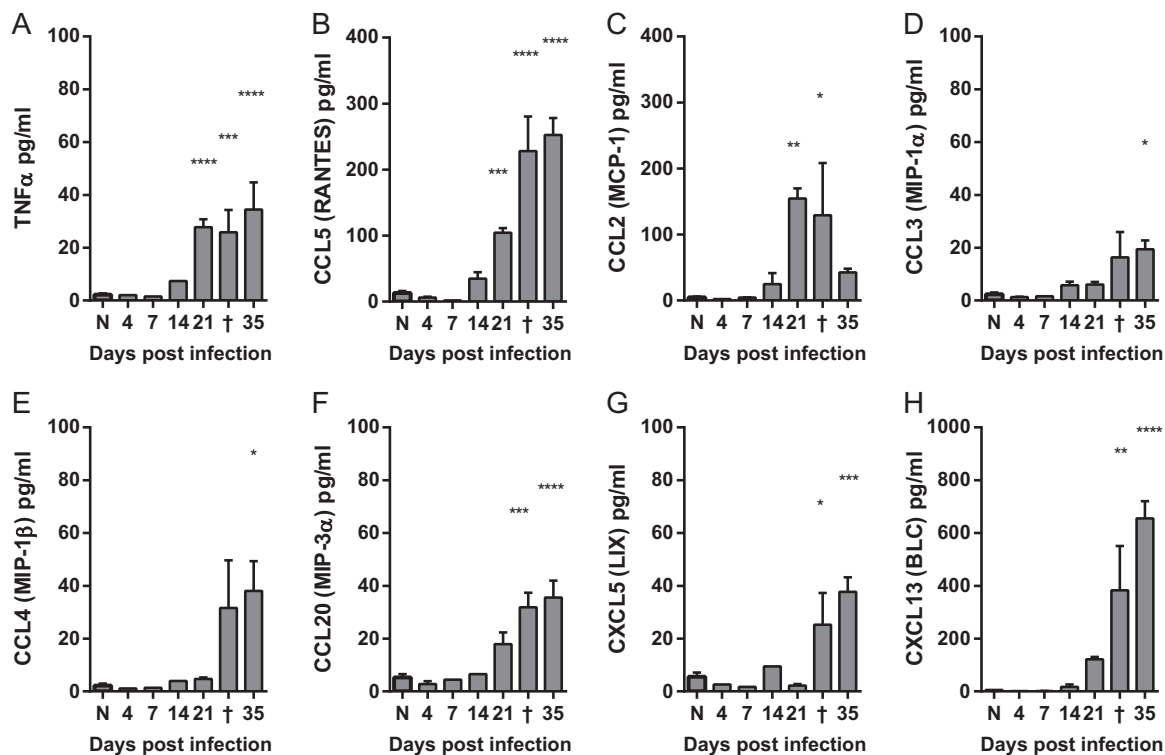 A
TNFα pg/ml
100
80
60
40
20
0
****
***
****
N 4 7 14 21 † 35
Days post infection
B
CCL5 (RANTES) pg/ml
400
300
200
100
0
***
****
****
N 4 7 14 21 † 35
Days post infection
C
CCL2 (MCP-1) pg/ml
400
300
200
100
0
**
*
N 4 7 14 21 † 35
Days post infection
D
CCL3 (MIP-1α) pg/ml
100
80
60
40
20
0
*
N 4 7 14 21 † 35
Days post infection
E
CCL4 (MIP-1β) pg/ml
100
80
60
40
20
0
*
N 4 7 14 21 † 35
Days post infection
F
CCL20 (MIP-3α) pg/ml
100
80
60
40
20
0
***
****
N 4 7 14 21 † 35
Days post infection
G
CXCL5 (LIX) pg/ml
100
80
60
40
20
0
*
***
N 4 7 14 21 † 35
Days post infection
H
CXCL13 (BLC) pg/ml
1000
800
600
400
200
0
**
****
N 4 7 14 21 † 35
Days post infection